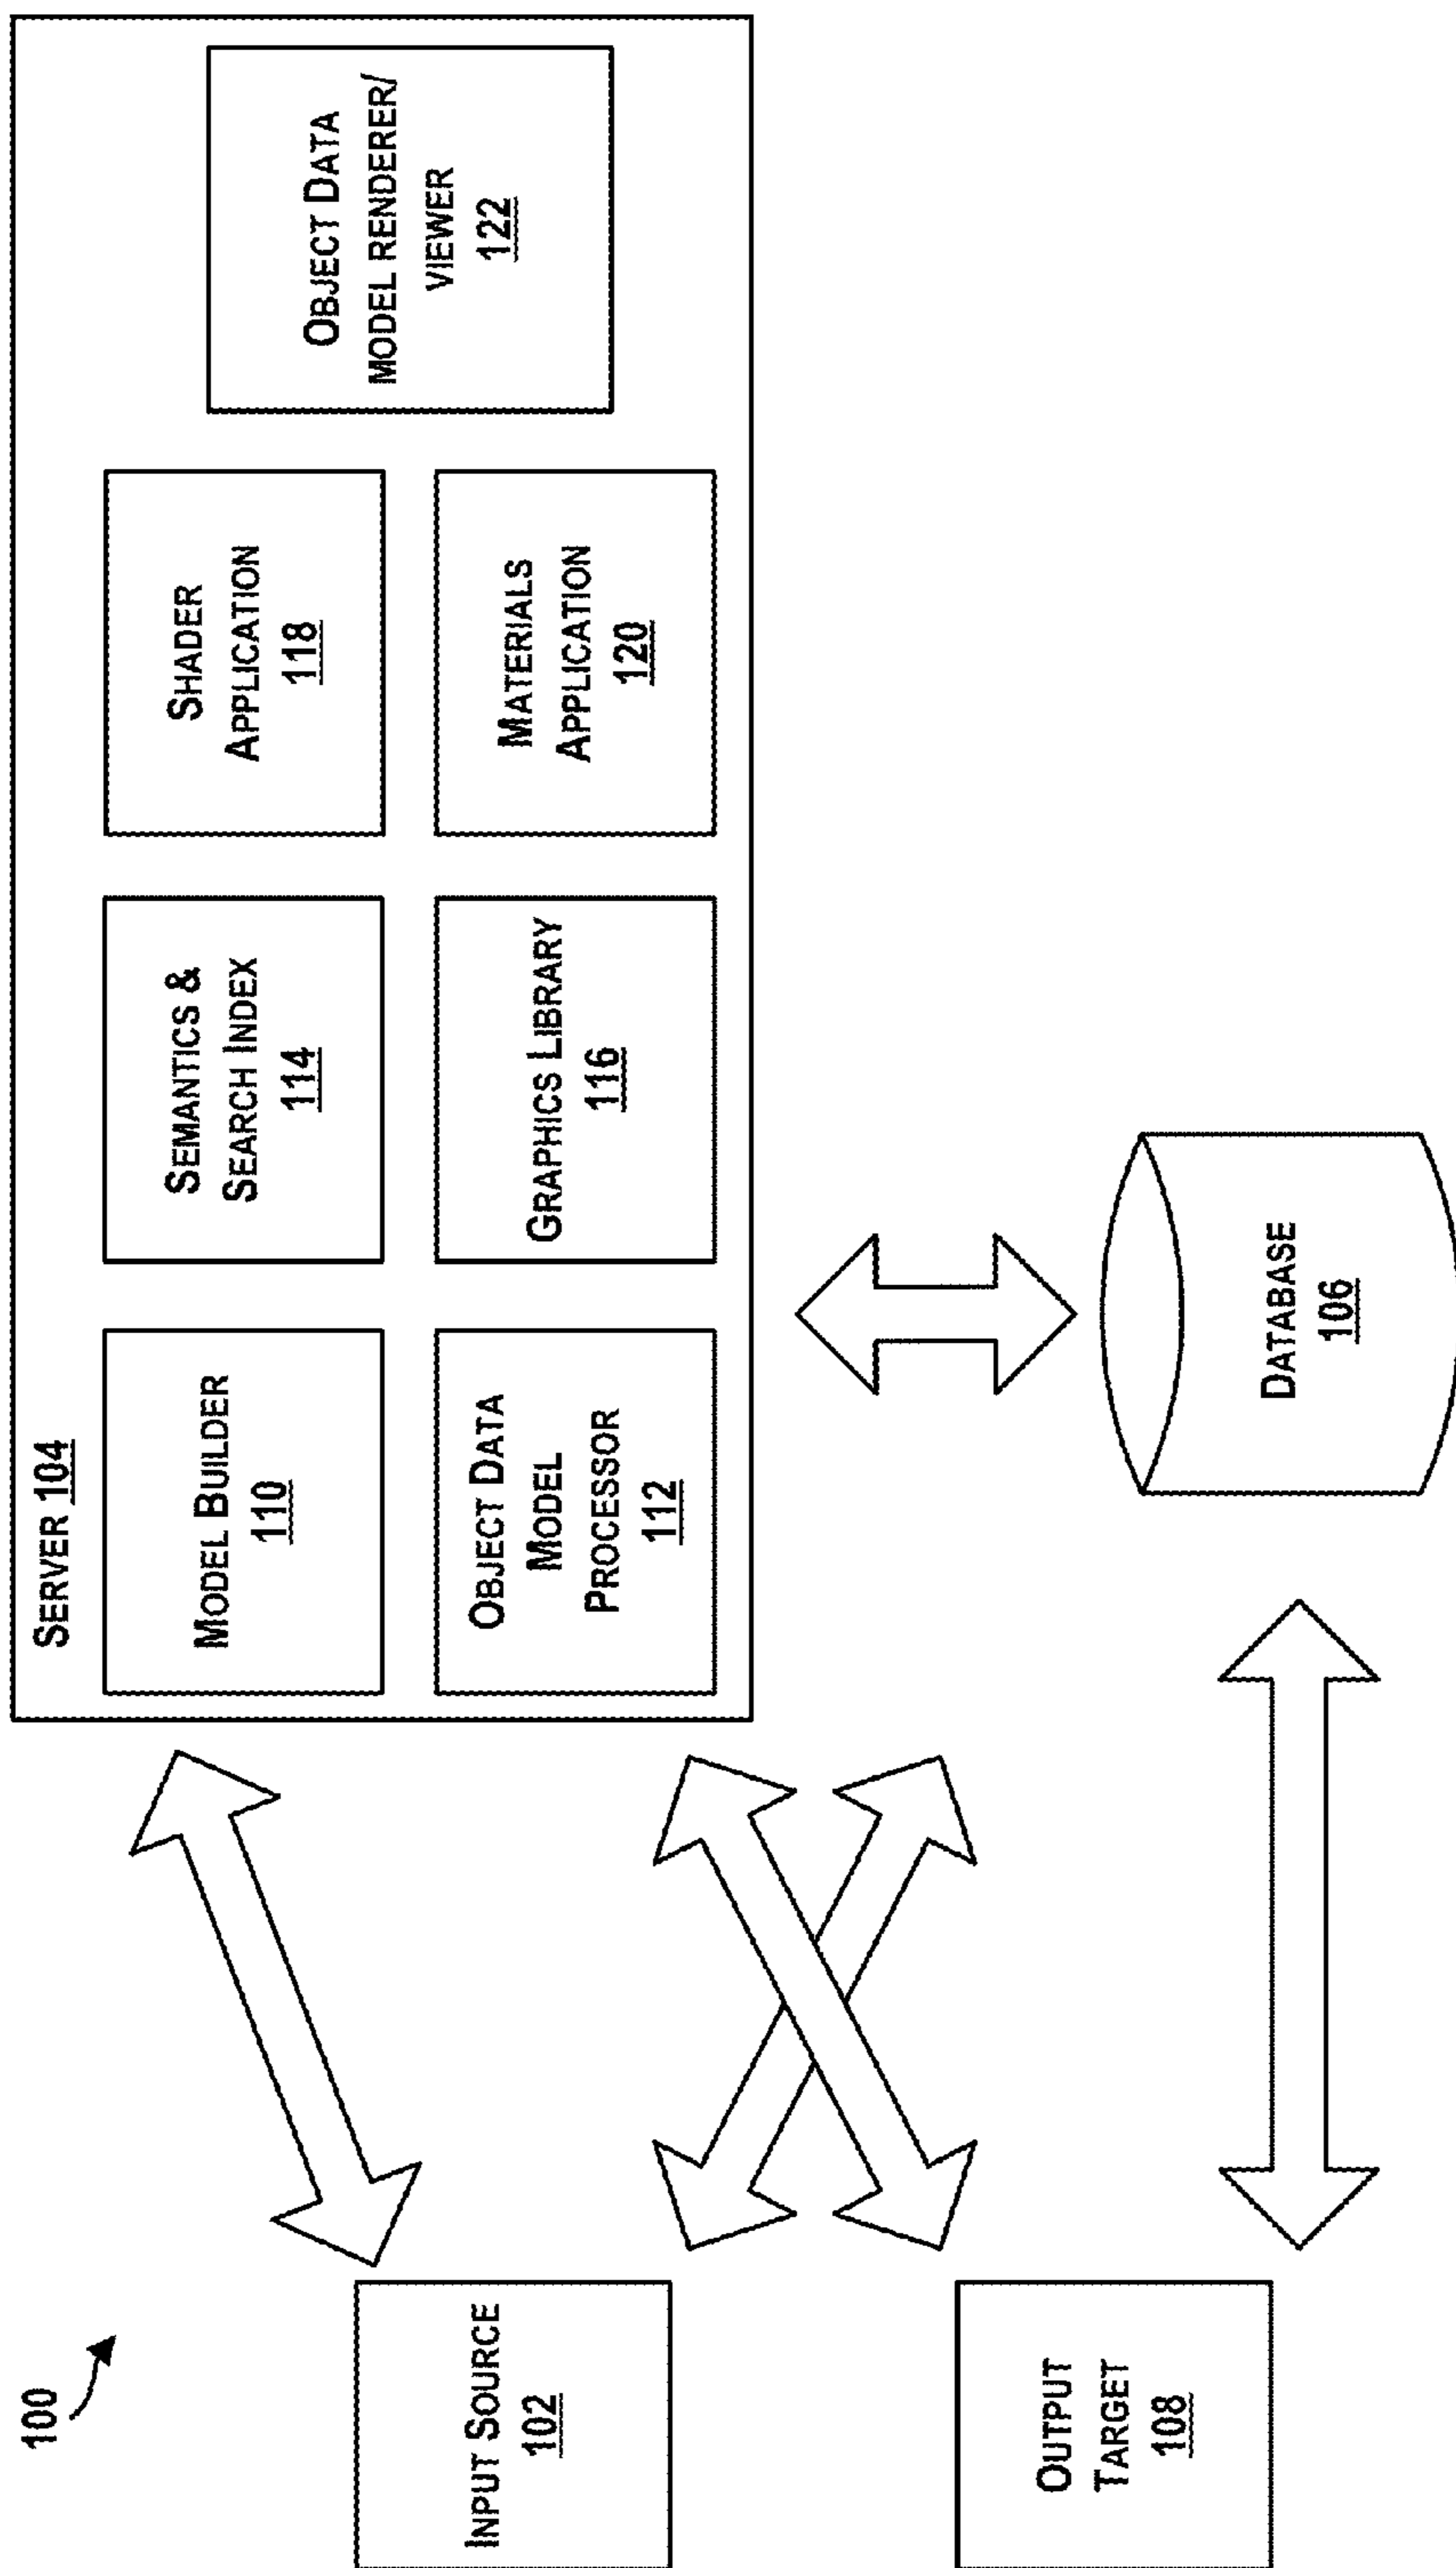 100
SERVER 104
MODEL BUILDER
110
SEMANTICS &
SEARCH INDEX
114
SHADER
APPLICATION
118
OBJECT DATA
MODEL RENDERER/
VIEWER
122
OBJECT DATA
MODEL
PROCESSOR
112
GRAPHICS LIBRARY
116
MATERIALS
APPLICATION
120
INPUT SOURCE
102
OUTPUT
TARGET
108
DATABASE
106